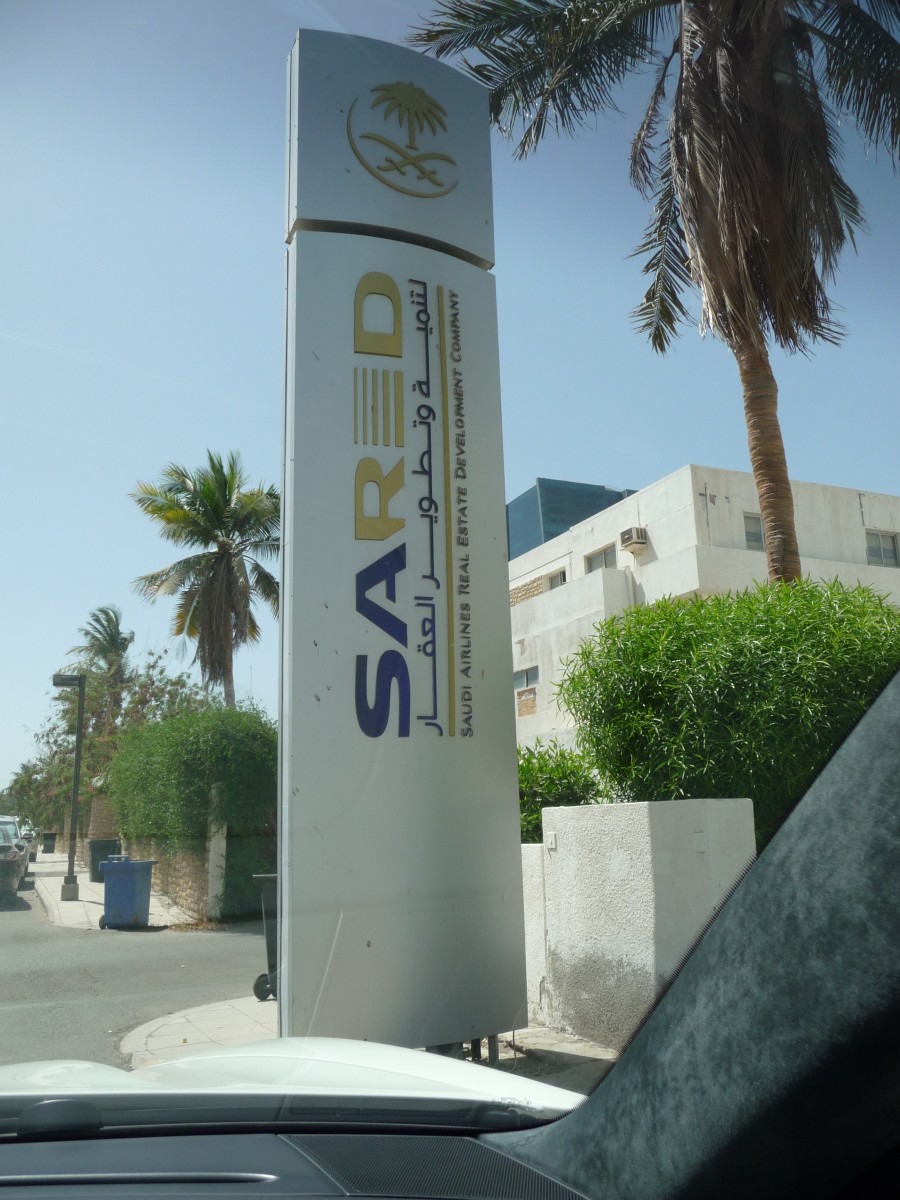 SARED
لتنمية وتطوير العقار
SAUDI AIRLINES REAL ESTATE DEVELOPMENT COMPANY